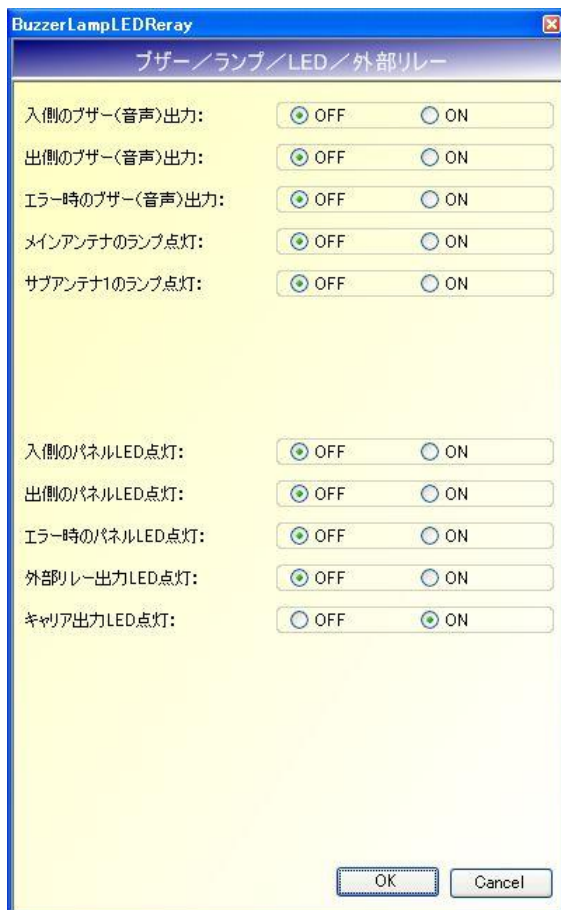 BuzzerLampLEDReray
ブザー／ランプ／LED／外部リレー
入側のブザー(音声)出力: OFF ON
出側のブザー(音声)出力: OFF ON
エラー時のブザー(音声)出力: OFF ON
メインアンテナのランプ点灯: OFF ON
サブアンテナ1のランプ点灯: OFF ON
入側のパネルLED点灯: OFF ON
出側のパネルLED点灯: OFF ON
エラー時のパネルLED点灯: OFF ON
外部リレー出力LED点灯: OFF ON
キャリア出力LED点灯: OFF ON
OK Cancel